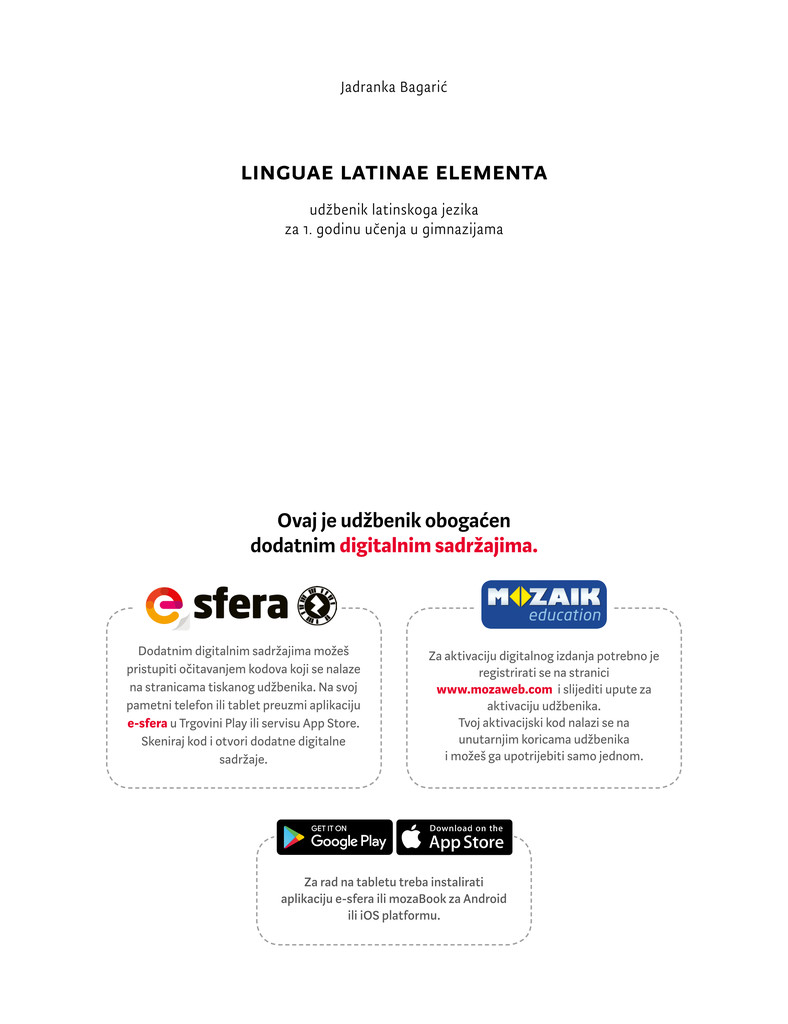 Jadranka Bagarić
LINGUAE LATINAE ELEMENTA
udžbenik latinskoga jezika
za 1. godinu učenja u gimnazijama
Ovaj je udžbenik obogaćen
dodatnim digitalnim sadržajima.
e sfera
Dodatnim digitalnim sadržajima možeš
pristupiti očitavanjem kodova koji se nalaze
na stranicama tiskanog udžbenika. Na svoj
pametni telefon ili tablet preuzmi aplikaciju
e-sfera u Trgovini Play ili servisu App Store.
Skeniraj kod i otvori dodatne digitalne
sadržaje.
MOZAIK
education
Za aktivaciju digitalnog izdanja potrebno je
registrirati se na stranici
www.mozaweb.com i slijediti upute za
aktivaciju udžbenika.
Tvoj aktivacijski kod nalazi se na
unutarnjim koricama udžbenika
i možeš ga upotrijebiti samo jednom.
GET IT ON
Google Play
Download on the
App Store
Za rad na tabletu treba instalirati
aplikaciju e-sfera ili mozaBook za Android
ili iOS platformu.